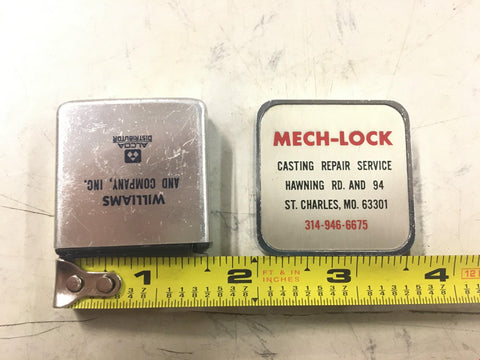 WILLIAMS
AND COMPANY, INC.
ALCOA
DISTRIBUTOR
MECH-LOCK
CASTING REPAIR SERVICE
HAWNING RD. AND 94
ST. CHARLES, MO. 63301
314-946-6675
1 2 FT & IN 3 4 12
INCHES